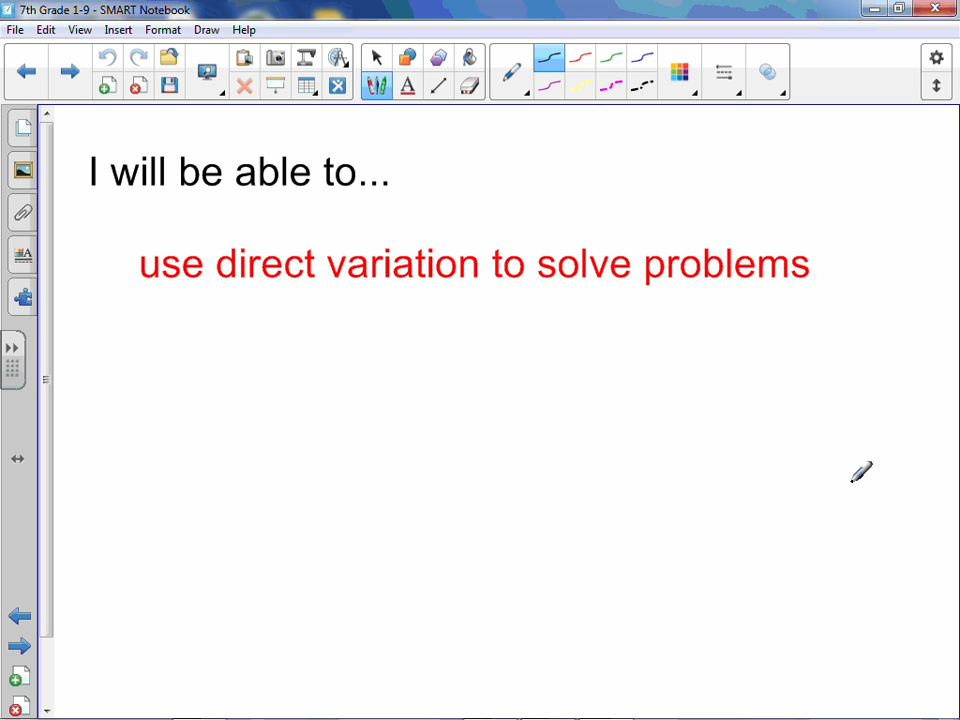 7th Grade 1-9 - SMART Notebook
File Edit View Insert Format Draw Help
I will be able to...
use direct variation to solve problems